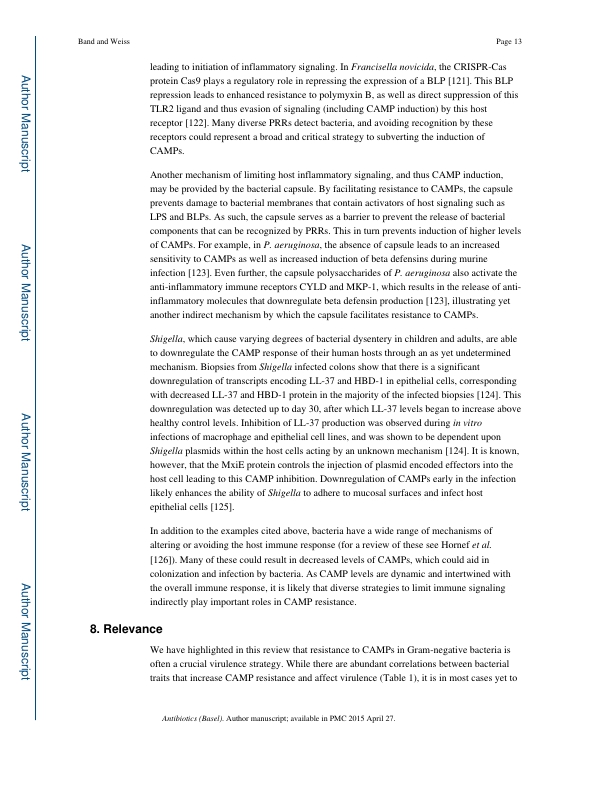 Band and Weiss
Page 13
leading to initiation of inflammatory signaling. In Francisella novicida, the CRISPR-Cas
protein Cas9 plays a regulatory role in repressing the expression of a BLP [121]. This BLP
repression leads to enhanced resistance to polymyxin B, as well as direct suppression of this
TLR2 ligand and thus evasion of signaling (including CAMP induction) by this host
receptor [122]. Many diverse PRRs detect bacteria, and avoiding recognition by these
receptors could represent a broad and critical strategy to subverting the induction of
CAMPs.
Another mechanism of limiting host inflammatory signaling, and thus CAMP induction,
may be provided by the bacterial capsule. By facilitating resistance to CAMPs, the capsule
prevents damage to bacterial membranes that contain activators of host signaling such as
LPS and BLPs. As such, the capsule serves as a barrier to prevent the release of bacterial
components that can be recognized by PRRs. This in turn prevents induction of higher levels
of CAMPs. For example, in P. aeruginosa, the absence of capsule leads to an increased
sensitivity to CAMPs as well as increased induction of beta defensins during murine
infection [123]. Even further, the capsule polysaccharides of P. aeruginosa also activate the
anti-inflammatory immune receptors CYLD and MKP-1, which results in the release of anti-
inflammatory molecules that downregulate beta defensin production [123], illustrating yet
another indirect mechanism by which the capsule facilitates resistance to CAMPs.
Shigella, which cause varying degrees of bacterial dysentery in children and adults, are able
to downregulate the CAMP response of their human hosts through an as yet undetermined
mechanism. Biopsies from Shigella infected colons show that there is a significant
downregulation of transcripts encoding LL-37 and HBD-1 in epithelial cells, corresponding
with decreased LL-37 and HBD-1 protein in the majority of the infected biopsies [124]. This
downregulation was detected up to day 30, after which LL-37 levels began to increase above
healthy control levels. Inhibition of LL-37 production was observed during in vitro
infections of macrophage and epithelial cell lines, and was shown to be dependent upon
Shigella plasmids within the host cells acting by an unknown mechanism [124]. It is known,
however, that the MxiE protein controls the injection of plasmid encoded effectors into the
host cell leading to this CAMP inhibition. Downregulation of CAMPs early in the infection
likely enhances the ability of Shigella to adhere to mucosal surfaces and infect host
epithelial cells [125].
In addition to the examples cited above, bacteria have a wide range of mechanisms of
altering or avoiding the host immune response (for a review of these see Hornef et al.
[126]). Many of these could result in decreased levels of CAMPs, which could aid in
colonization and infection by bacteria. As CAMP levels are dynamic and intertwined with
the overall immune response, it is likely that diverse strategies to limit immune signaling
indirectly play important roles in CAMP resistance.
8. Relevance
We have highlighted in this review that resistance to CAMPs in Gram-negative bacteria is
often a crucial virulence strategy. While there are abundant correlations between bacterial
traits that increase CAMP resistance and affect virulence (Table 1), it is in most cases yet to
Antibiotics (Basel). Author manuscript; available in PMC 2015 April 27.
Author Manuscript
Author Manuscript
Author Manuscript
Author Manuscript